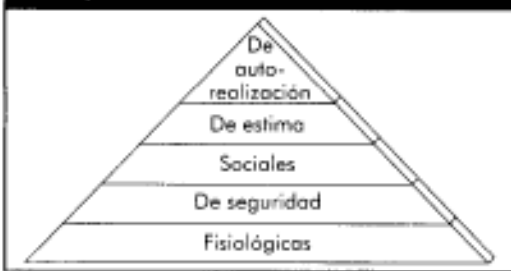 De
auto-
realización
De estima
Sociales
De seguridad
Fisiológicas